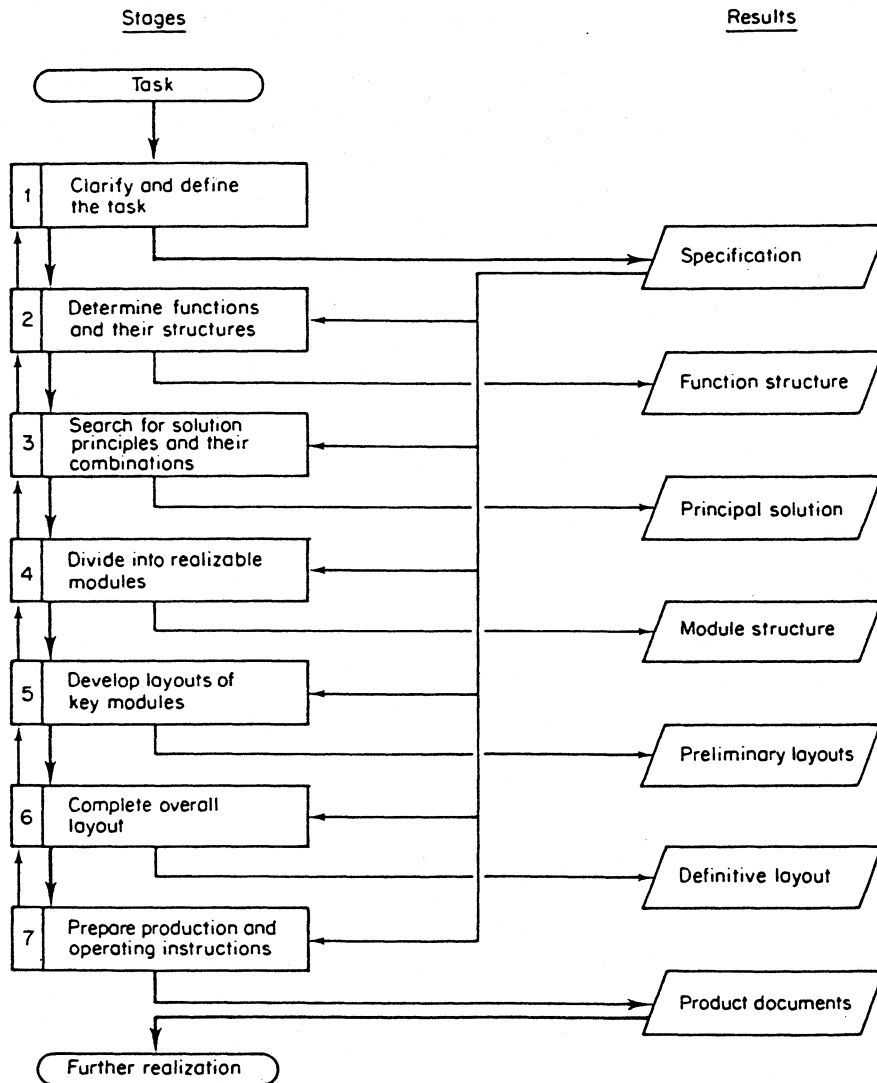 Stages
Results
Task
1
Clarify and define
the task
Specification
2
Determine functions
and their structures
Function structure
3
Search for solution
principles and their
combinations
Principal solution
4
Divide into realizable
modules
Module structure
5
Develop layouts of
key modules
Preliminary layouts
6
Complete overall
layout
Definitive layout
7
Prepare production and
operating instructions
Product documents
Further realization